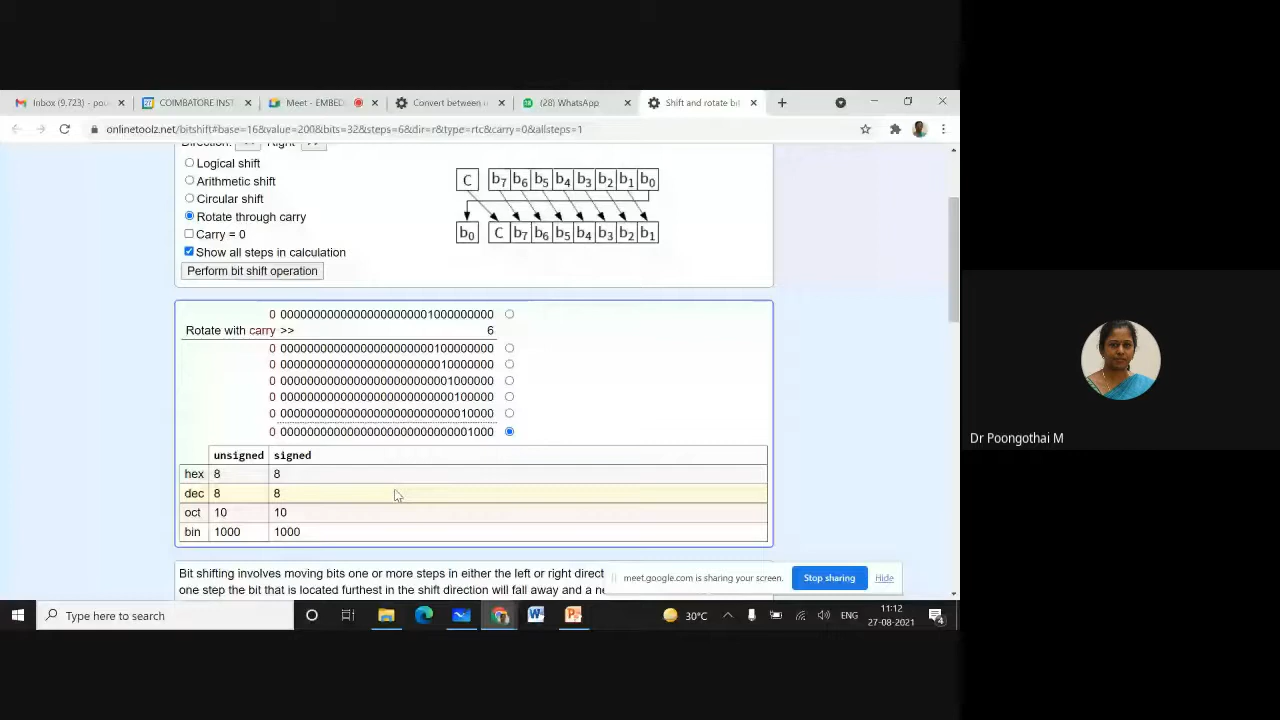 Inbox (9,723) - pou
COIMBATORE INST
Meet - EMBED
Convert between u
(28) WhatsApp
Shift and rotate bi
onlinetoolz.net/bitshift#base=16&value=200&bits=32&steps=6&dir=r&type=rtc&carry=0&allsteps=1
Direction: << Right >>
Logical shift
Arithmetic shift
Circular shift
Rotate through carry
Carry = 0
Show all steps in calculation
Perform bit shift operation
C b7 b6 b5 b4 b3 b2 b1 b0
b0 C b7 b6 b5 b4 b3 b2 b1
0 00000000000000000000001000000000
Rotate with carry >> 6
0 00000000000000000000000100000000
0 00000000000000000000000010000000
0 00000000000000000000000001000000
0 00000000000000000000000000100000
0 00000000000000000000000000010000
0 00000000000000000000000000001000
unsigned signed
hex 8 8
dec 8 8
oct 10 10
bin 1000 1000
Bit shifting involves moving bits one or more steps in either the left or right direct
one step the bit that is located furthest in the shift direction will fall away and a ne
meet.google.com is sharing your screen.
Stop sharing
Hide
Type here to search
30°C
ENG
11:12
27-08-2021
4
Dr Poongothai M